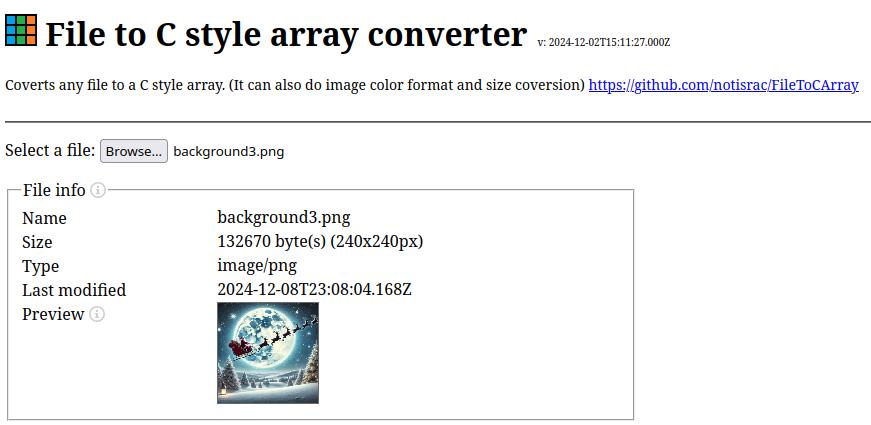 File to C style array converter v: 2024-12-02T15:11:27.000Z
Coverts any file to a C style array. (It can also do image color format and size coversion) https://github.com/notisrac/FileToCArray
Select a file: Browse... background3.png
File info
Name background3.png
Size 132670 byte(s) (240x240px)
Type image/png
Last modified 2024-12-08T23:08:04.168Z
Preview